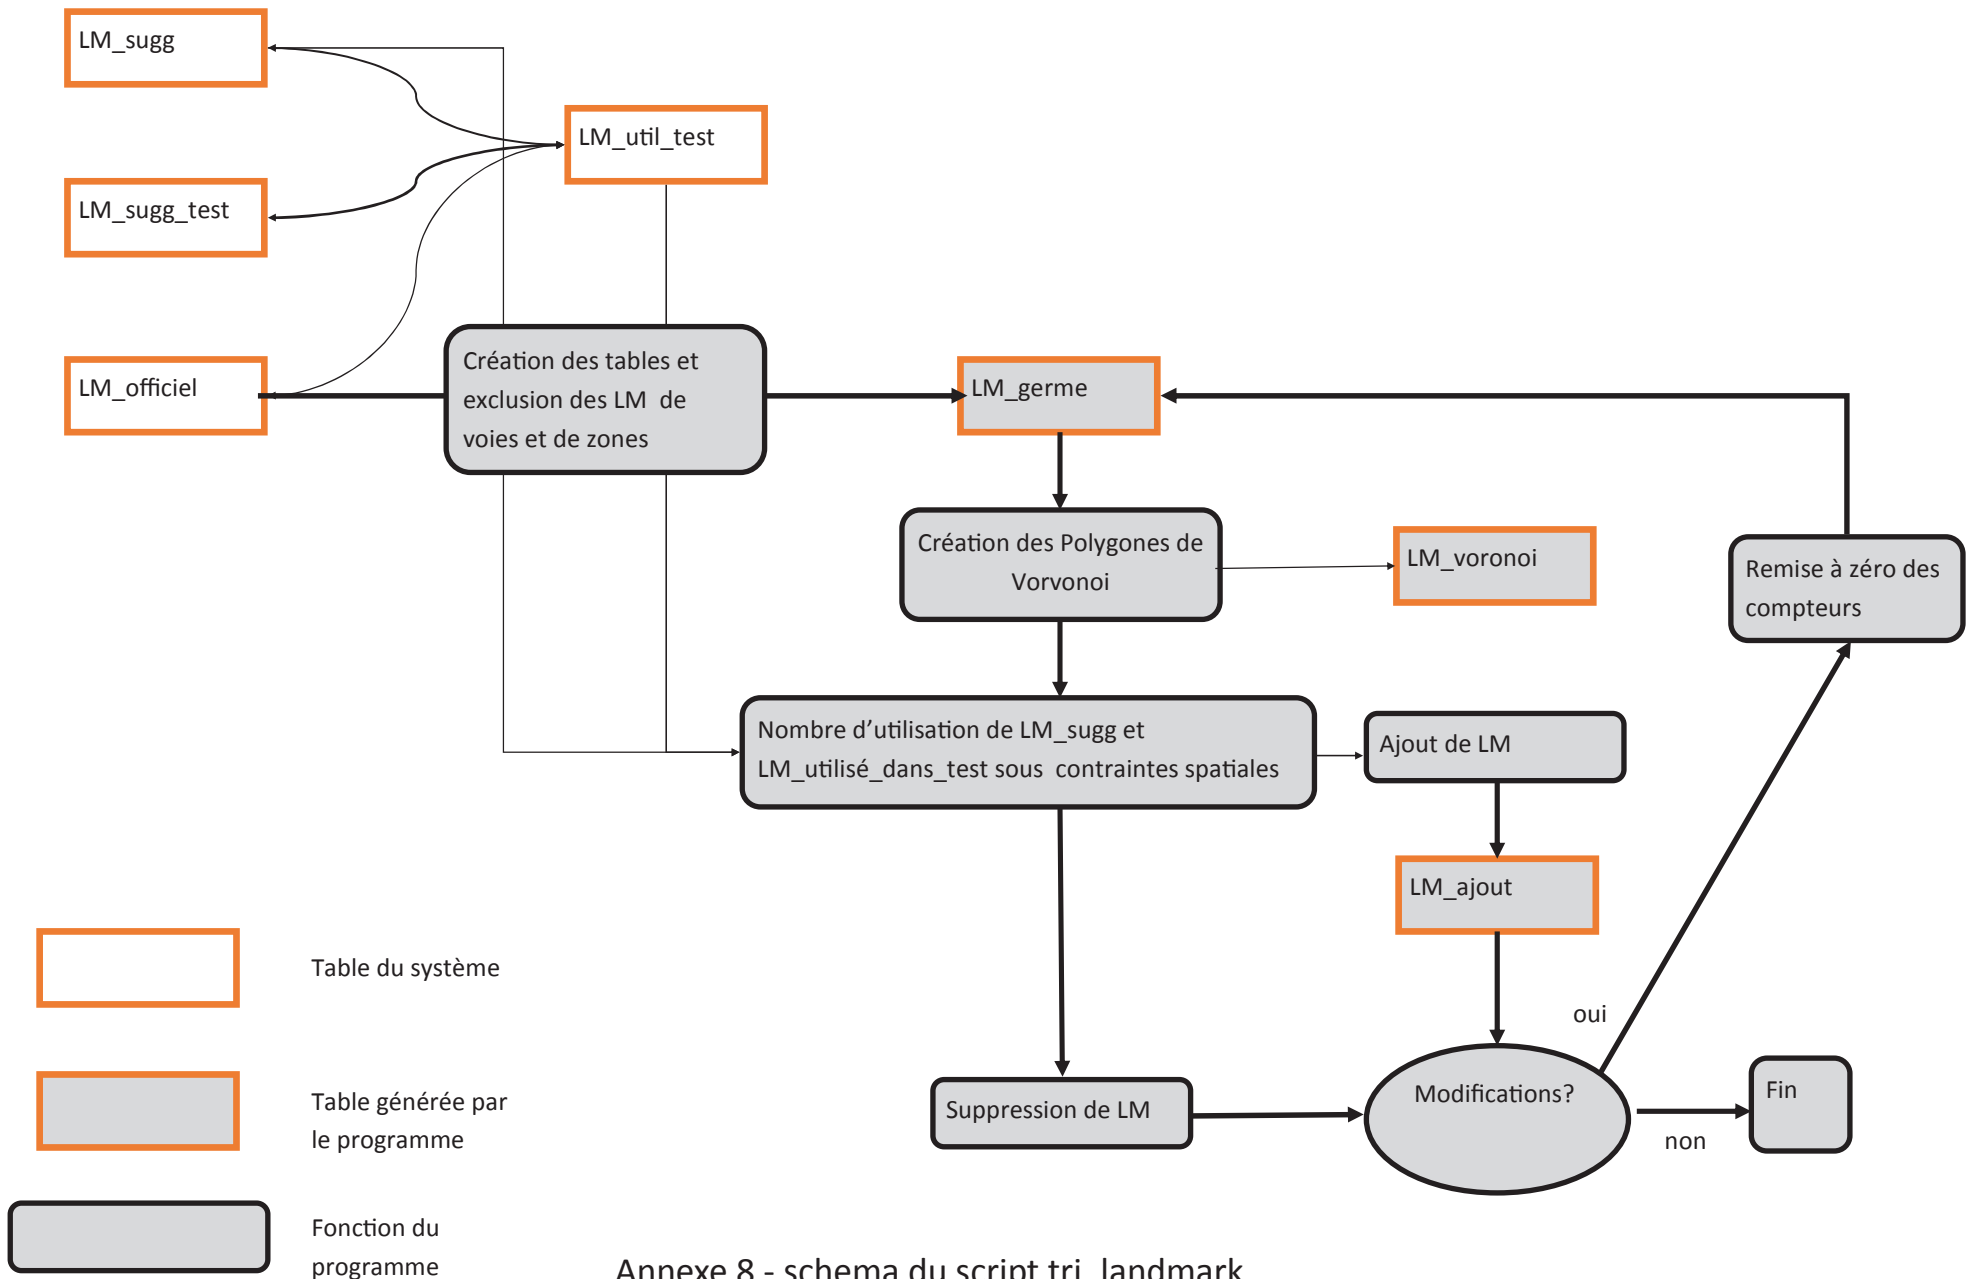 LM_sugg
LM_util_test
LM_sugg_test
LM_officiel
Création des tables et
exclusion des LM de
voies et de zones
LM_germe
Création des Polygones de
Vorvonoi
LM_voronoi
Remise à zéro des
compteurs
Nombre d'utilisation de LM_sugg et
LM_utilisé_dans_test sous contraintes spatiales
Ajout de LM
LM_ajout
oui
Modifications?
Suppression de LM
Fin
non
Table du système
Table générée par
le programme
Fonction du
programme
Annexe 8 - schema du script tri_landmark